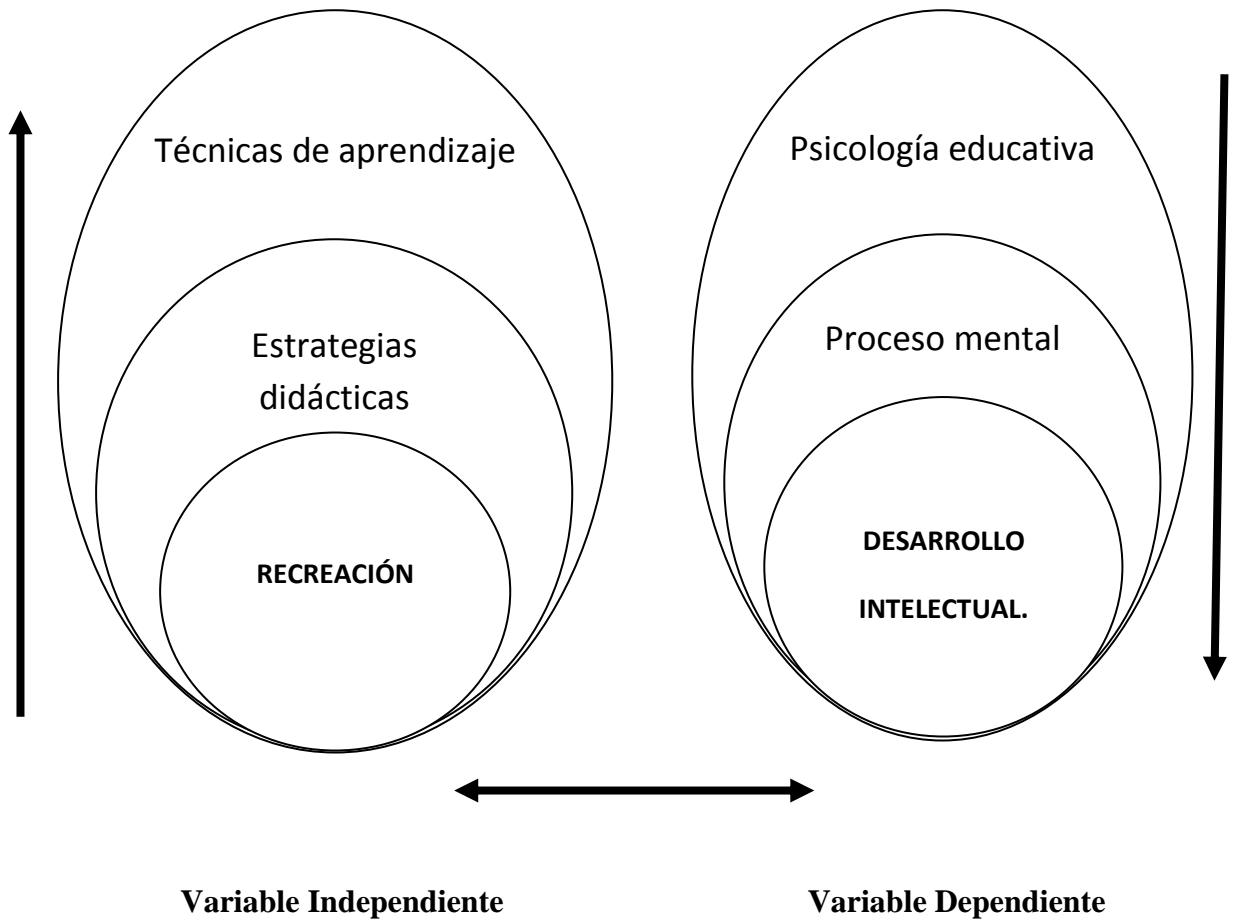 Técnicas de aprendizaje
Estrategias
didácticas
RECREACIÓN
Psicología educativa
Proceso mental
DESARROLLO
INTELECTUAL.
Variable Independiente
Variable Dependiente